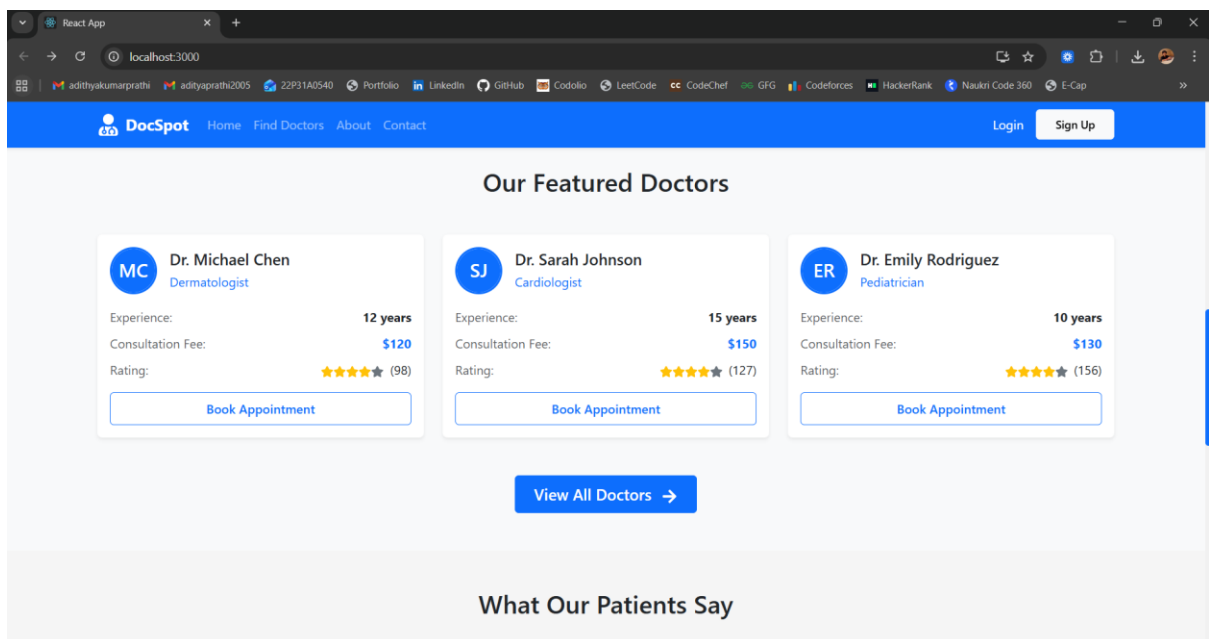 React App
localhost:3000
adithyakumarprathi adityaprathi2005 22P31A0540 Portfolio LinkedIn GitHub Codolio LeetCode CodeChef GFG Codeforces HackerRank Naukri Code 360 E-Cap
DocSpot Home Find Doctors About Contact Login Sign Up
Our Featured Doctors
MC Dr. Michael Chen
Dermatologist
Experience: 12 years
Consultation Fee: $120
Rating: (98)
Book Appointment
SJ Dr. Sarah Johnson
Cardiologist
Experience: 15 years
Consultation Fee: $150
Rating: (127)
Book Appointment
ER Dr. Emily Rodriguez
Pediatrician
Experience: 10 years
Consultation Fee: $130
Rating: (156)
Book Appointment
View All Doctors →
What Our Patients Say